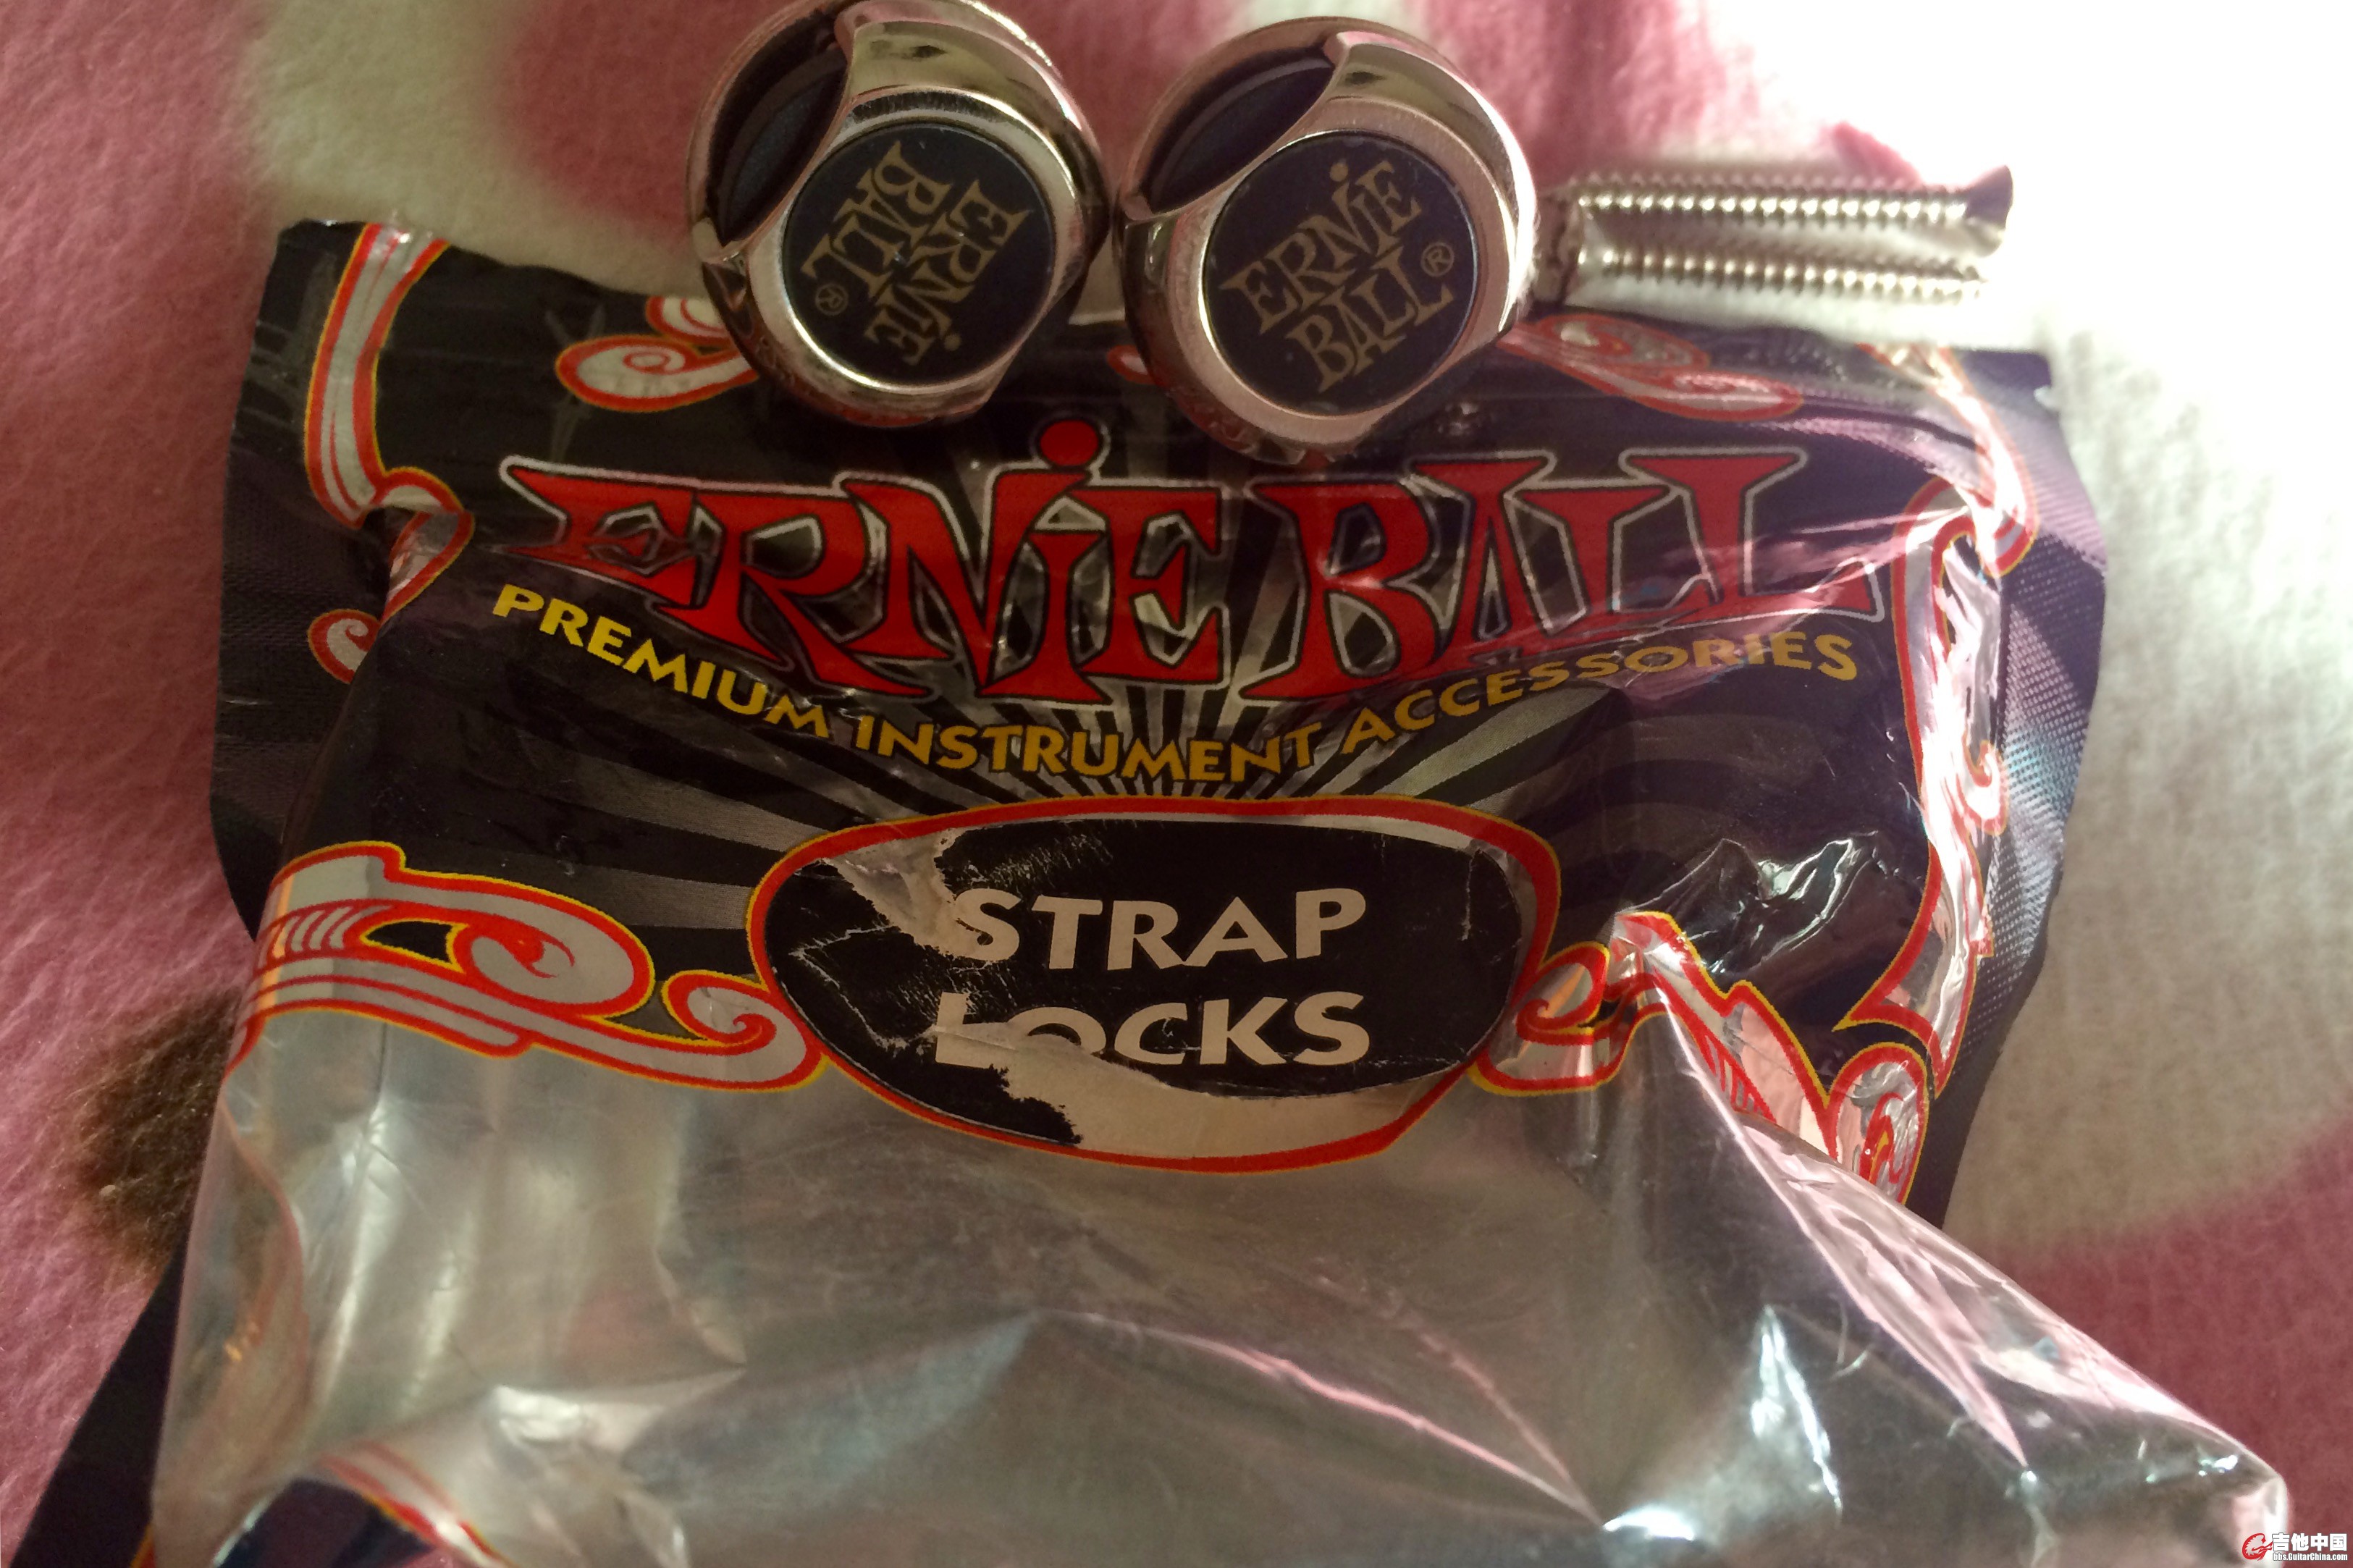 ERNiE
BALL®
ERNiE
BALL®
ERNiE BALL
PREMIUM INSTRUMENT ACCESSORIES
STRAP
LOCKS
吉他中国
bbs.GuitarChina.com